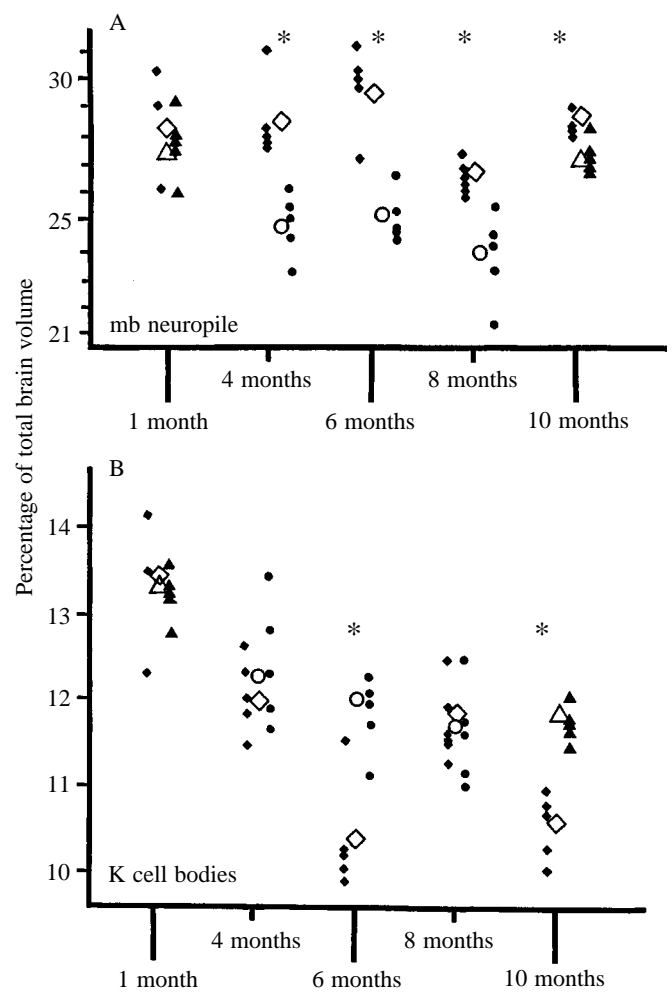 A
* * * *
30
25
21
mb neuropile
4 months
8 months
1 month
6 months
10 months
Percentage of total brain volume
B
14
13
* *
12
11
10
K cell bodies
4 months
8 months
1 month
6 months
10 months